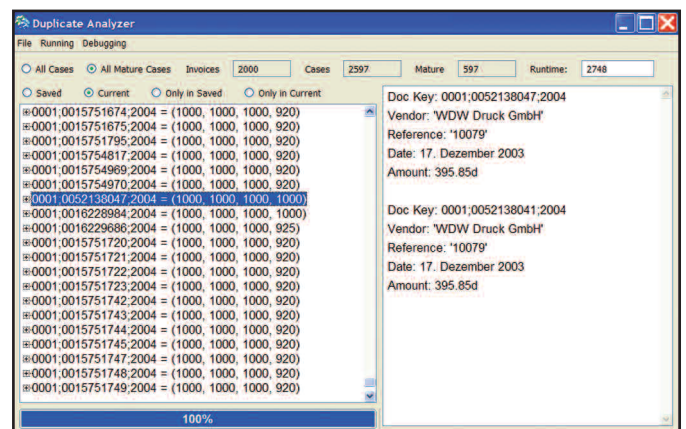 Duplicate Analyzer
File Running Debugging
All Cases All Mature Cases Invoices 2000 Cases 2597 Mature 597 Runtime: 2748
Saved Current Only in Saved Only in Current
0001;0015751674;2004 = (1000, 1000, 1000, 920)
0001;0015751675;2004 = (1000, 1000, 1000, 920)
0001;0015751795;2004 = (1000, 1000, 1000, 920)
0001;0015754817;2004 = (1000, 1000, 1000, 920)
0001;0015754969;2004 = (1000, 1000, 1000, 920)
0001;0015754970;2004 = (1000, 1000, 1000, 920)
0001;0052138047;2004 = (1000, 1000, 1000, 1000)
0001;0016228984;2004 = (1000, 1000, 1000, 1000)
0001;0016229686;2004 = (1000, 1000, 1000, 925)
0001;0015751720;2004 = (1000, 1000, 1000, 920)
0001;0015751721;2004 = (1000, 1000, 1000, 920)
0001;0015751722;2004 = (1000, 1000, 1000, 920)
0001;0015751723;2004 = (1000, 1000, 1000, 920)
0001;0015751742;2004 = (1000, 1000, 1000, 920)
0001;0015751743;2004 = (1000, 1000, 1000, 920)
0001;0015751744;2004 = (1000, 1000, 1000, 920)
0001;0015751745;2004 = (1000, 1000, 1000, 920)
0001;0015751747;2004 = (1000, 1000, 1000, 920)
0001;0015751748;2004 = (1000, 1000, 1000, 920)
0001;0015751749;2004 = (1000, 1000, 1000, 920)
100%
Doc Key: 0001;0052138047;2004
Vendor: 'WDW Druck GmbH'
Reference: '10079'
Date: 17. Dezember 2003
Amount: 395.85d
Doc Key: 0001;0052138041;2004
Vendor: 'WDW Druck GmbH'
Reference: '10079'
Date: 17. Dezember 2003
Amount: 395.85d